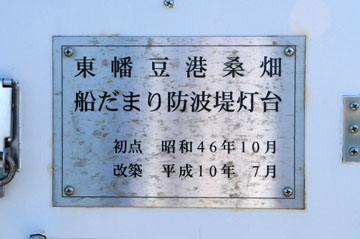 東幡豆港桑畑
船だまり防波堤灯台
初点 昭和46年10月
改築 平成10年 7月